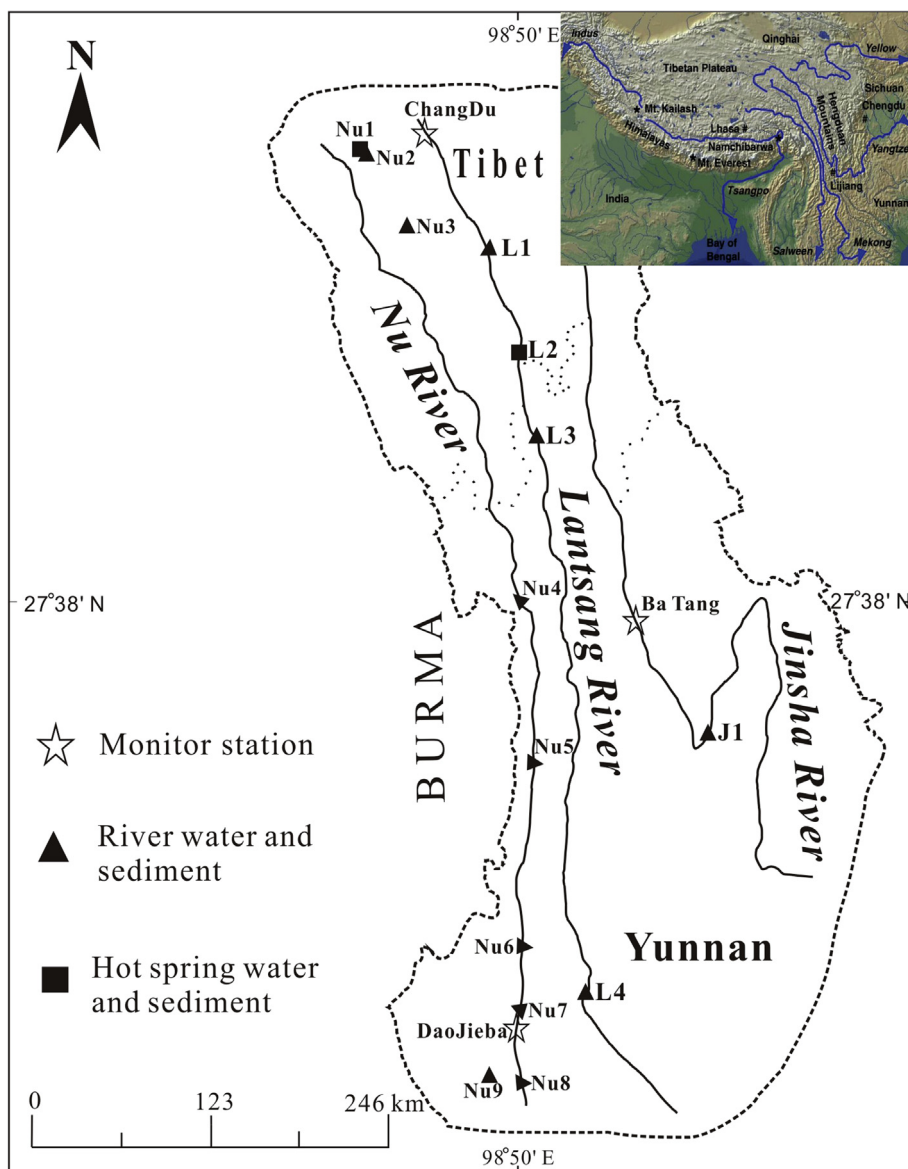 98°50' E
N
ChangDu
Nu1
Nu2
Tibet
Nu3
L1
Nu River
L2
L3
Lantsang River
Nu4
27°38' N
27°38' N
Ba Tang
BURMA
Jinsha River
J1
Nu5
Monitor station
River water and
sediment
Hot spring water
and sediment
Nu6
Yunnan
L4
Nu7
DaoJieba
Nu9
Nu8
0
123
246 km
98°50' E
Indus
Qinghai
Yellow
Tibetan Plateau
Sichuan
Chengdu
Hengduan
Mountains
Mt. Kailash
Lhasa
Himalayas
Namchibarwa
Mt. Everest
Yangtze
Lijiang
Tsangpo
India
Yunnan
Bay of
Bengal
Salween
Mekong